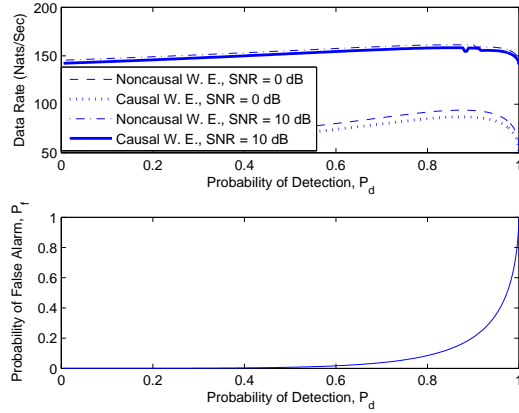 200
150
100
50
Data Rate (Nats/Sec)
Noncausal W. E., SNR = 0 dB
Causal W. E., SNR = 0 dB
Noncausal W. E., SNR = 10 dB
Causal W. E., SNR = 10 dB
0 0.2 0.4 0.6 0.8 1
Probability of Detection, P_d
1
0.8
0.6
0.4
0.2
0
Probability of False Alarm, P_f
0 0.2 0.4 0.6 0.8 1
Probability of Detection, P_d